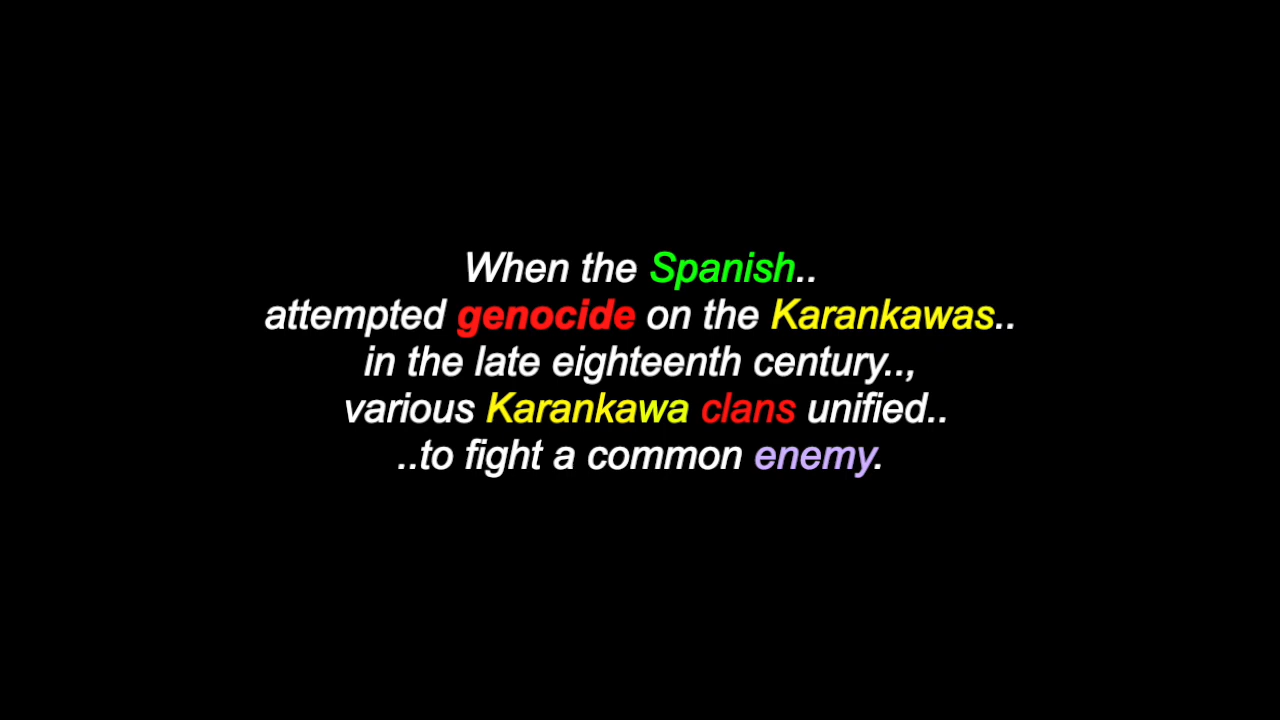 When the Spanish..
attempted genocide on the Karankawas..
in the late eighteenth century..,
various Karankawa clans unified..
..to fight a common enemy.